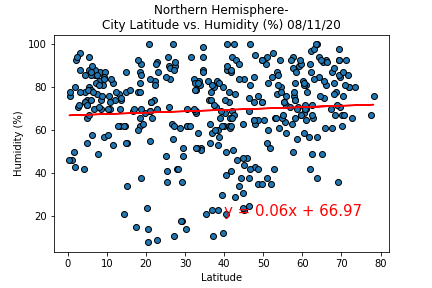 Northern Hemisphere-
City Latitude vs. Humidity (%) 08/11/20
Humidity (%)
100
80
60
40
20
y = 0.06x + 66.97
0 10 20 30 40 50 60 70 80
Latitude